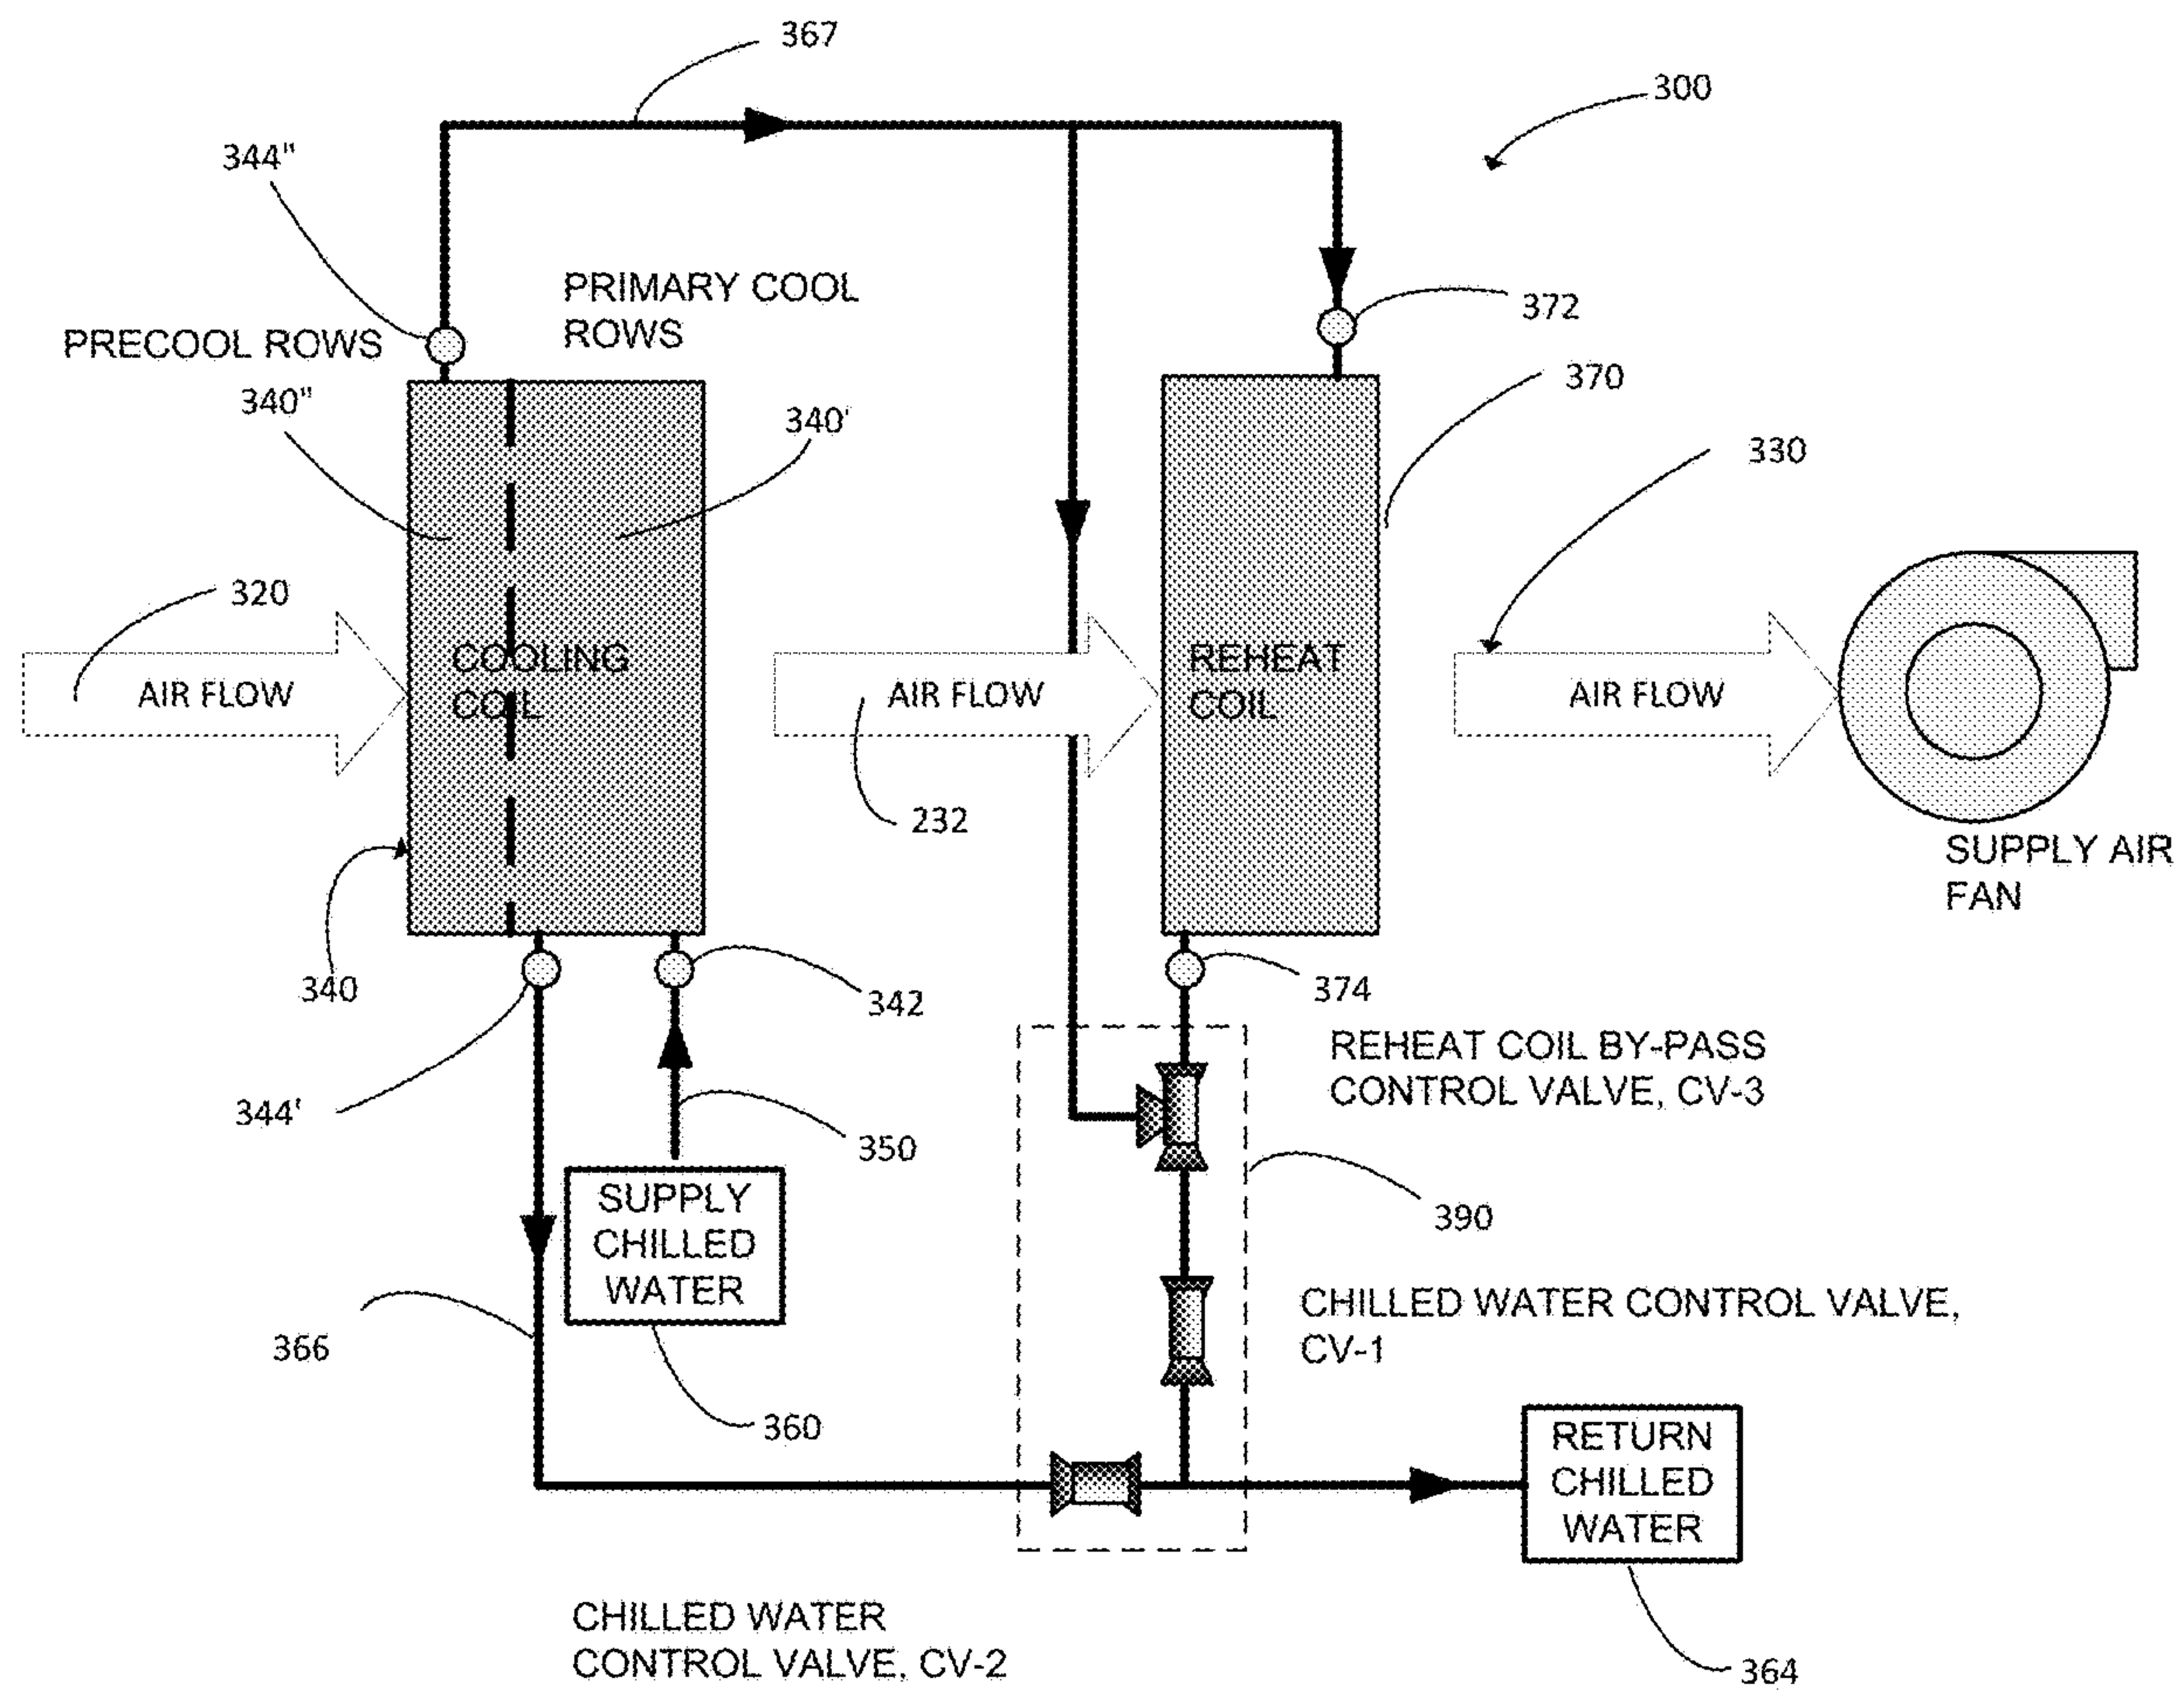 367
300
344"
PRIMARY COOL
ROWS
372
PRECOOL ROWS
370
340"
340'
330
320
COOLING
COIL
REHEAT
COIL
AIR FLOW
AIR FLOW
AIR FLOW
232
SUPPLY AIR
FAN
340
342
374
REHEAT COIL BY-PASS
CONTROL VALVE, CV-3
344'
350
SUPPLY
CHILLED
WATER
390
CHILLED WATER CONTROL VALVE,
CV-1
366
360
RETURN
CHILLED
WATER
CHILLED WATER
CONTROL VALVE, CV-2
364